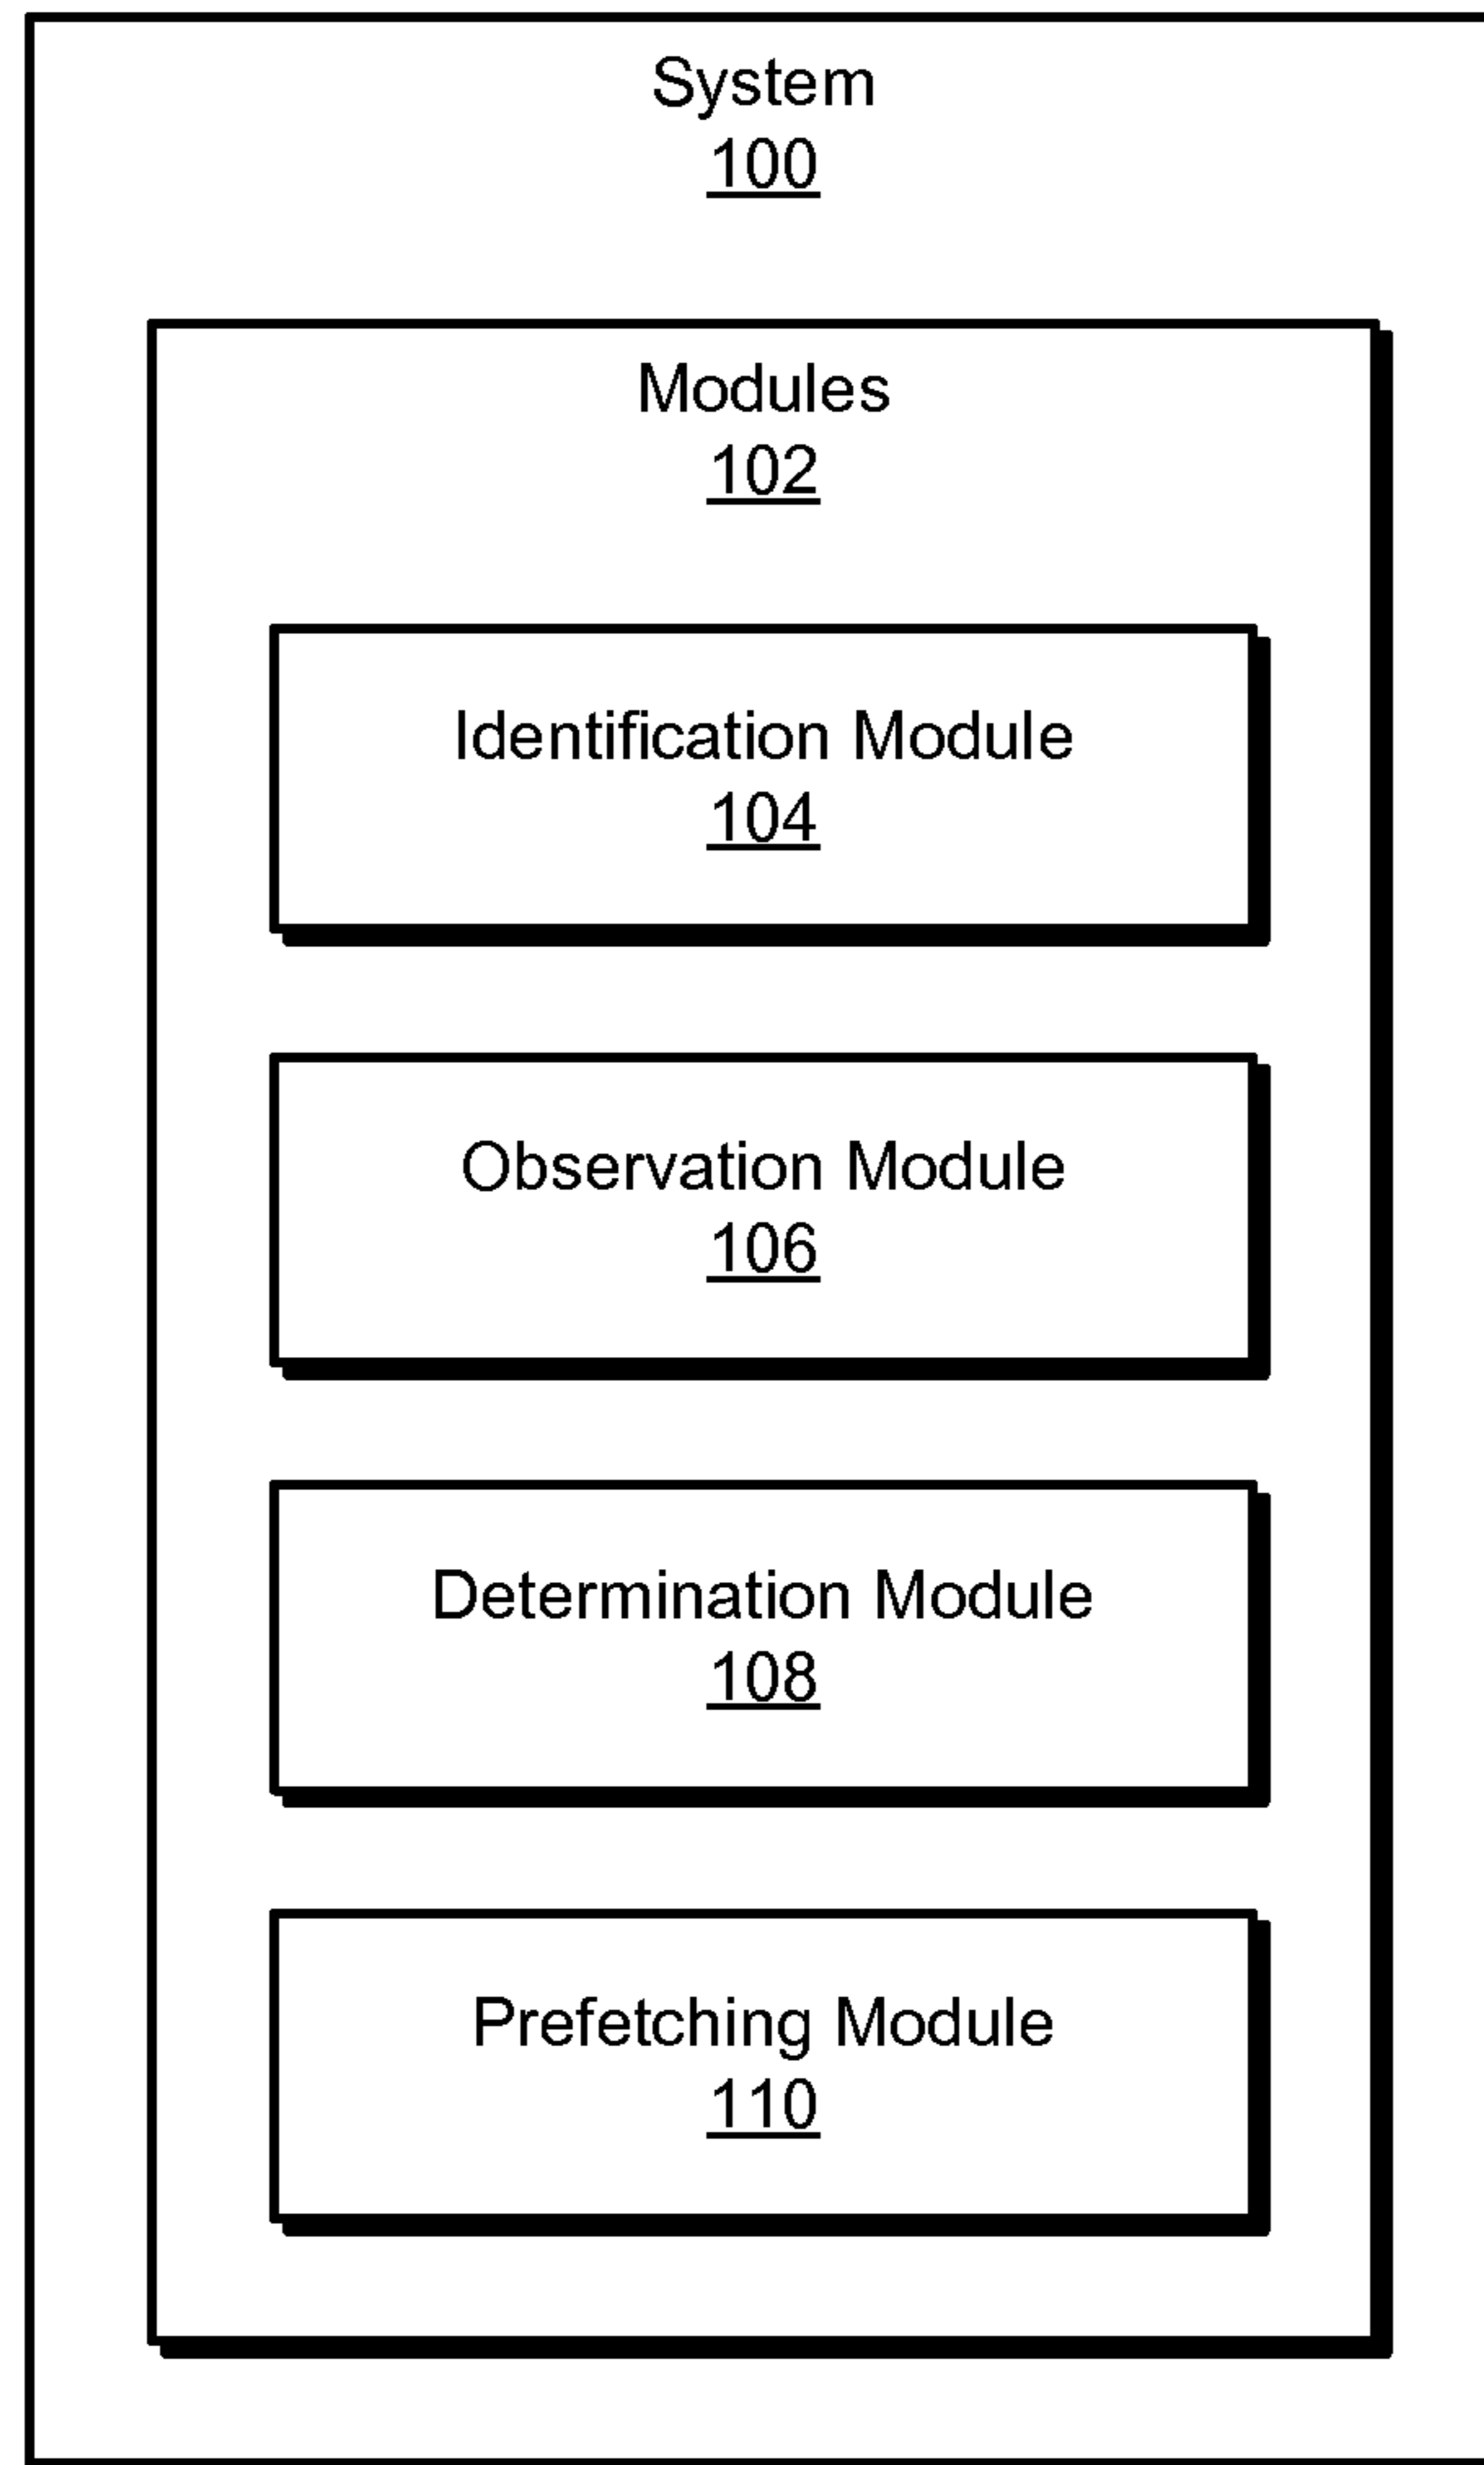 System
100
Modules
102
Identification Module
104
Observation Module
106
Determination Module
108
Prefetching Module
110